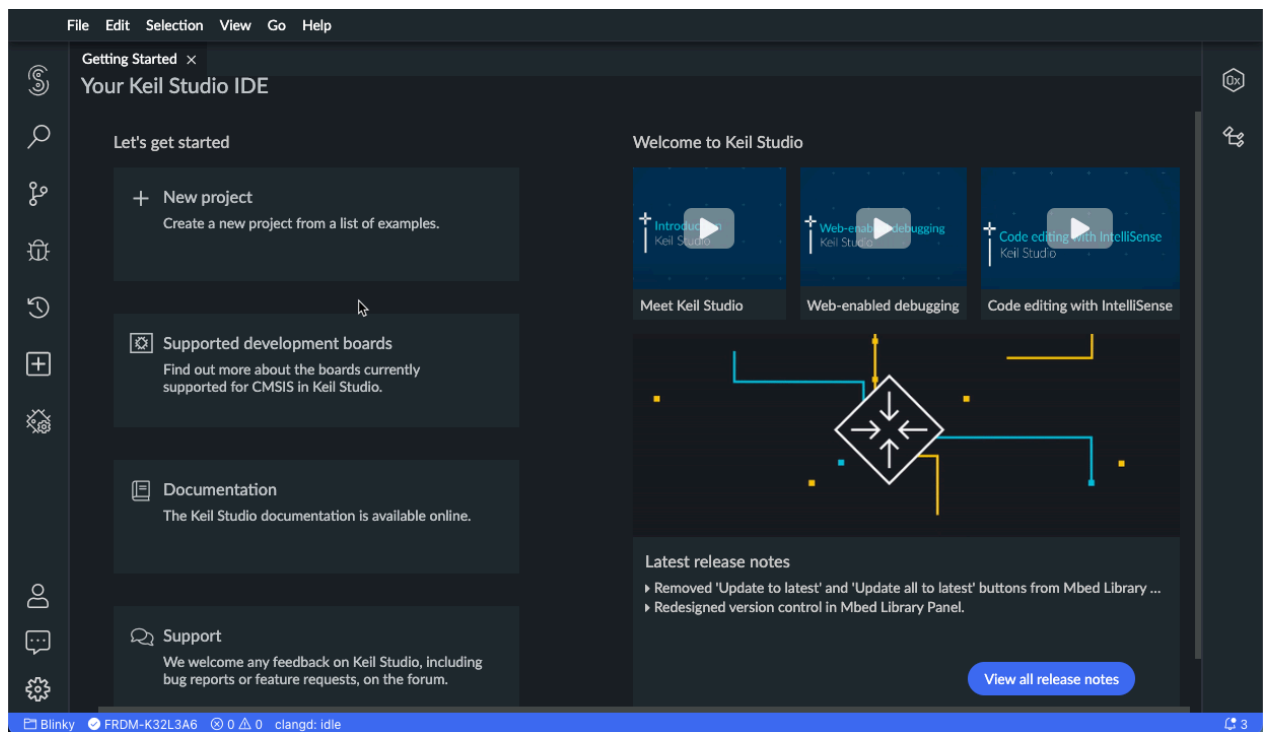 File Edit Selection View Go Help
Getting Started ×
Your Keil Studio IDE
Let's get started
New project
Create a new project from a list of examples.
Supported development boards
Find out more about the boards currently
supported for CMSIS in Keil Studio.
Documentation
The Keil Studio documentation is available online.
Support
We welcome any feedback on Keil Studio, including
bug reports or feature requests, on the forum.
Welcome to Keil Studio
Introduction
Keil Studio
Meet Keil Studio
Web-enabled debugging
Keil Studio
Web-enabled debugging
Code editing with IntelliSense
Keil Studio
Code editing with IntelliSense
Latest release notes
Removed 'Update to latest' and 'Update all to latest' buttons from Mbed Library ...
Redesigned version control in Mbed Library Panel.
View all release notes
0x
Blinky FRDM-K32L3A6 0 0 clangd: idle 3